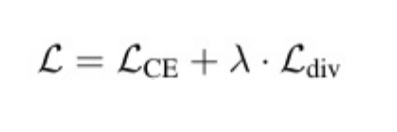 ℒ = ℒ_CE + λ · ℒ_div